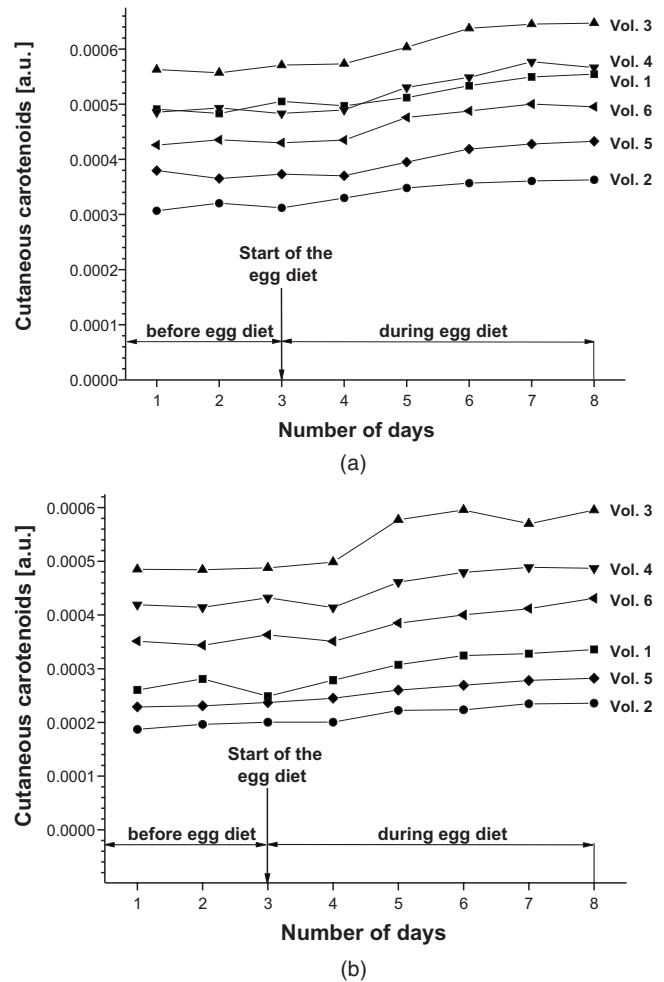 Cutaneous carotenoids [a.u.]
0.0006
0.0005
0.0004
0.0003
0.0002
0.0001
0.0000
Vol. 3
Vol. 4
Vol. 1
Vol. 6
Vol. 5
Vol. 2
Start of the
egg diet
before egg diet
during egg diet
1 2 3 4 5 6 7 8
Number of days
(a)
Cutaneous carotenoids [a.u.]
0.0006
0.0005
0.0004
0.0003
0.0002
0.0001
0.0000
Vol. 3
Vol. 4
Vol. 6
Vol. 1
Vol. 5
Vol. 2
Start of the
egg diet
before egg diet
during egg diet
1 2 3 4 5 6 7 8
Number of days
(b)